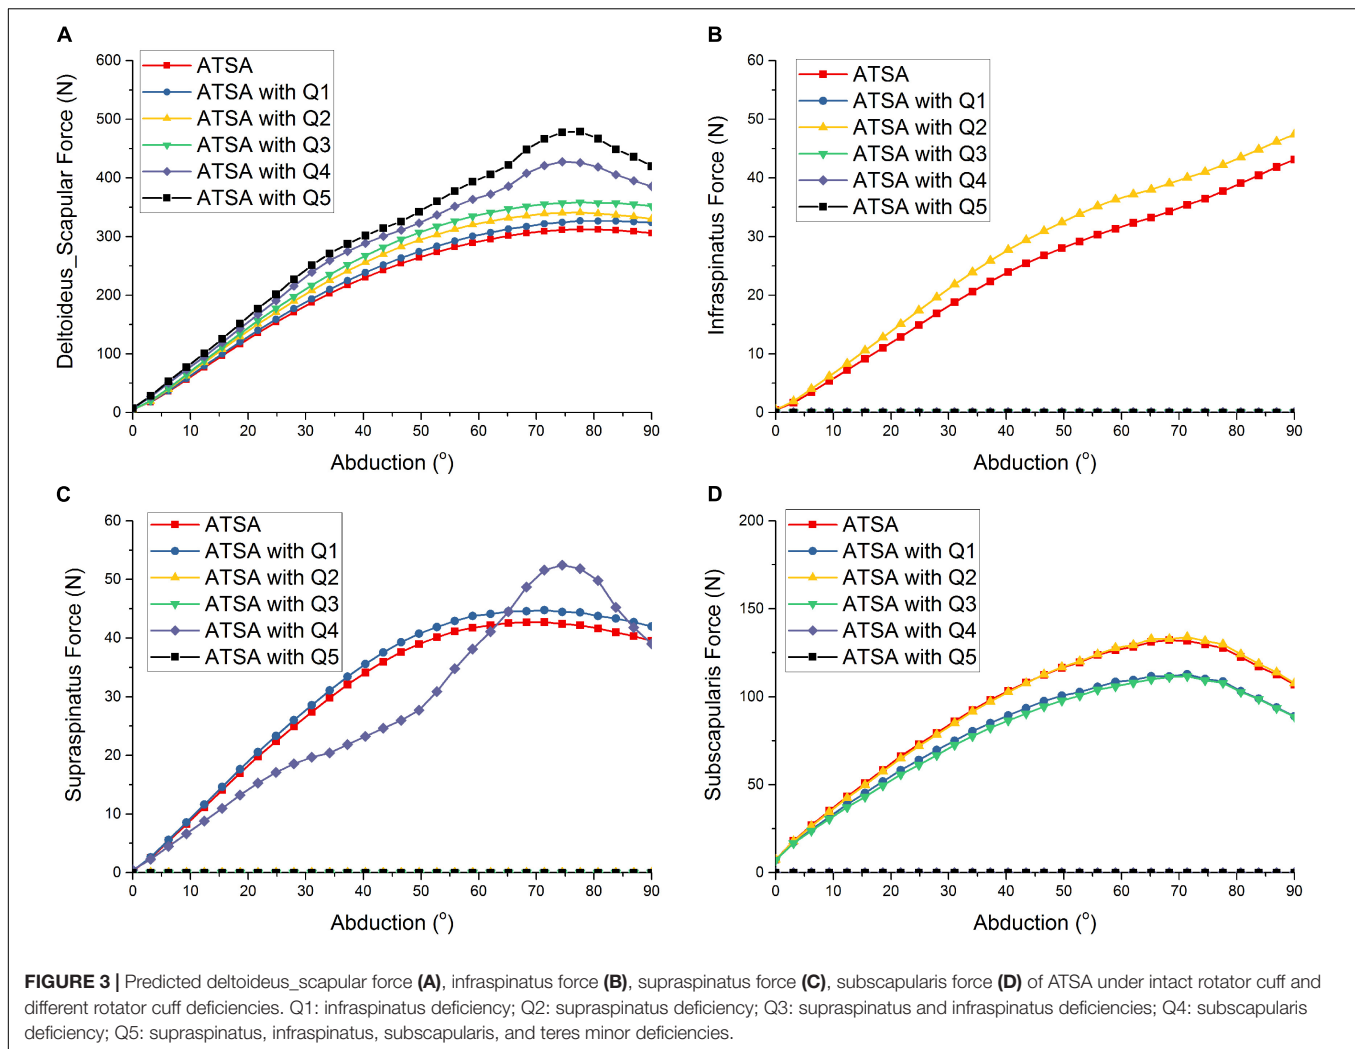 A
Deltoideus_Scapular Force (N)
600
500
400
300
200
100
0
ATSA
ATSA with Q1
ATSA with Q2
ATSA with Q3
ATSA with Q4
ATSA with Q5
0 10 20 30 40 50 60 70 80 90
Abduction (°)
B
Infraspinatus Force (N)
60
50
40
30
20
10
0
ATSA
ATSA with Q1
ATSA with Q2
ATSA with Q3
ATSA with Q4
ATSA with Q5
0 10 20 30 40 50 60 70 80 90
Abduction (°)
C
Supraspinatus Force (N)
60
50
40
30
20
10
0
ATSA
ATSA with Q1
ATSA with Q2
ATSA with Q3
ATSA with Q4
ATSA with Q5
0 10 20 30 40 50 60 70 80 90
Abduction (°)
D
Subscapularis Force (N)
200
150
100
50
0
ATSA
ATSA with Q1
ATSA with Q2
ATSA with Q3
ATSA with Q4
ATSA with Q5
0 10 20 30 40 50 60 70 80 90
Abduction (°)
FIGURE 3 | Predicted deltoideus_scapular force (A), infraspinatus force (B), supraspinatus force (C), subscapularis force (D) of ATSA under intact rotator cuff and
different rotator cuff deficiencies. Q1: infraspinatus deficiency; Q2: supraspinatus deficiency; Q3: supraspinatus and infraspinatus deficiencies; Q4: subscapularis
deficiency; Q5: supraspinatus, infraspinatus, subscapularis, and teres minor deficiencies.